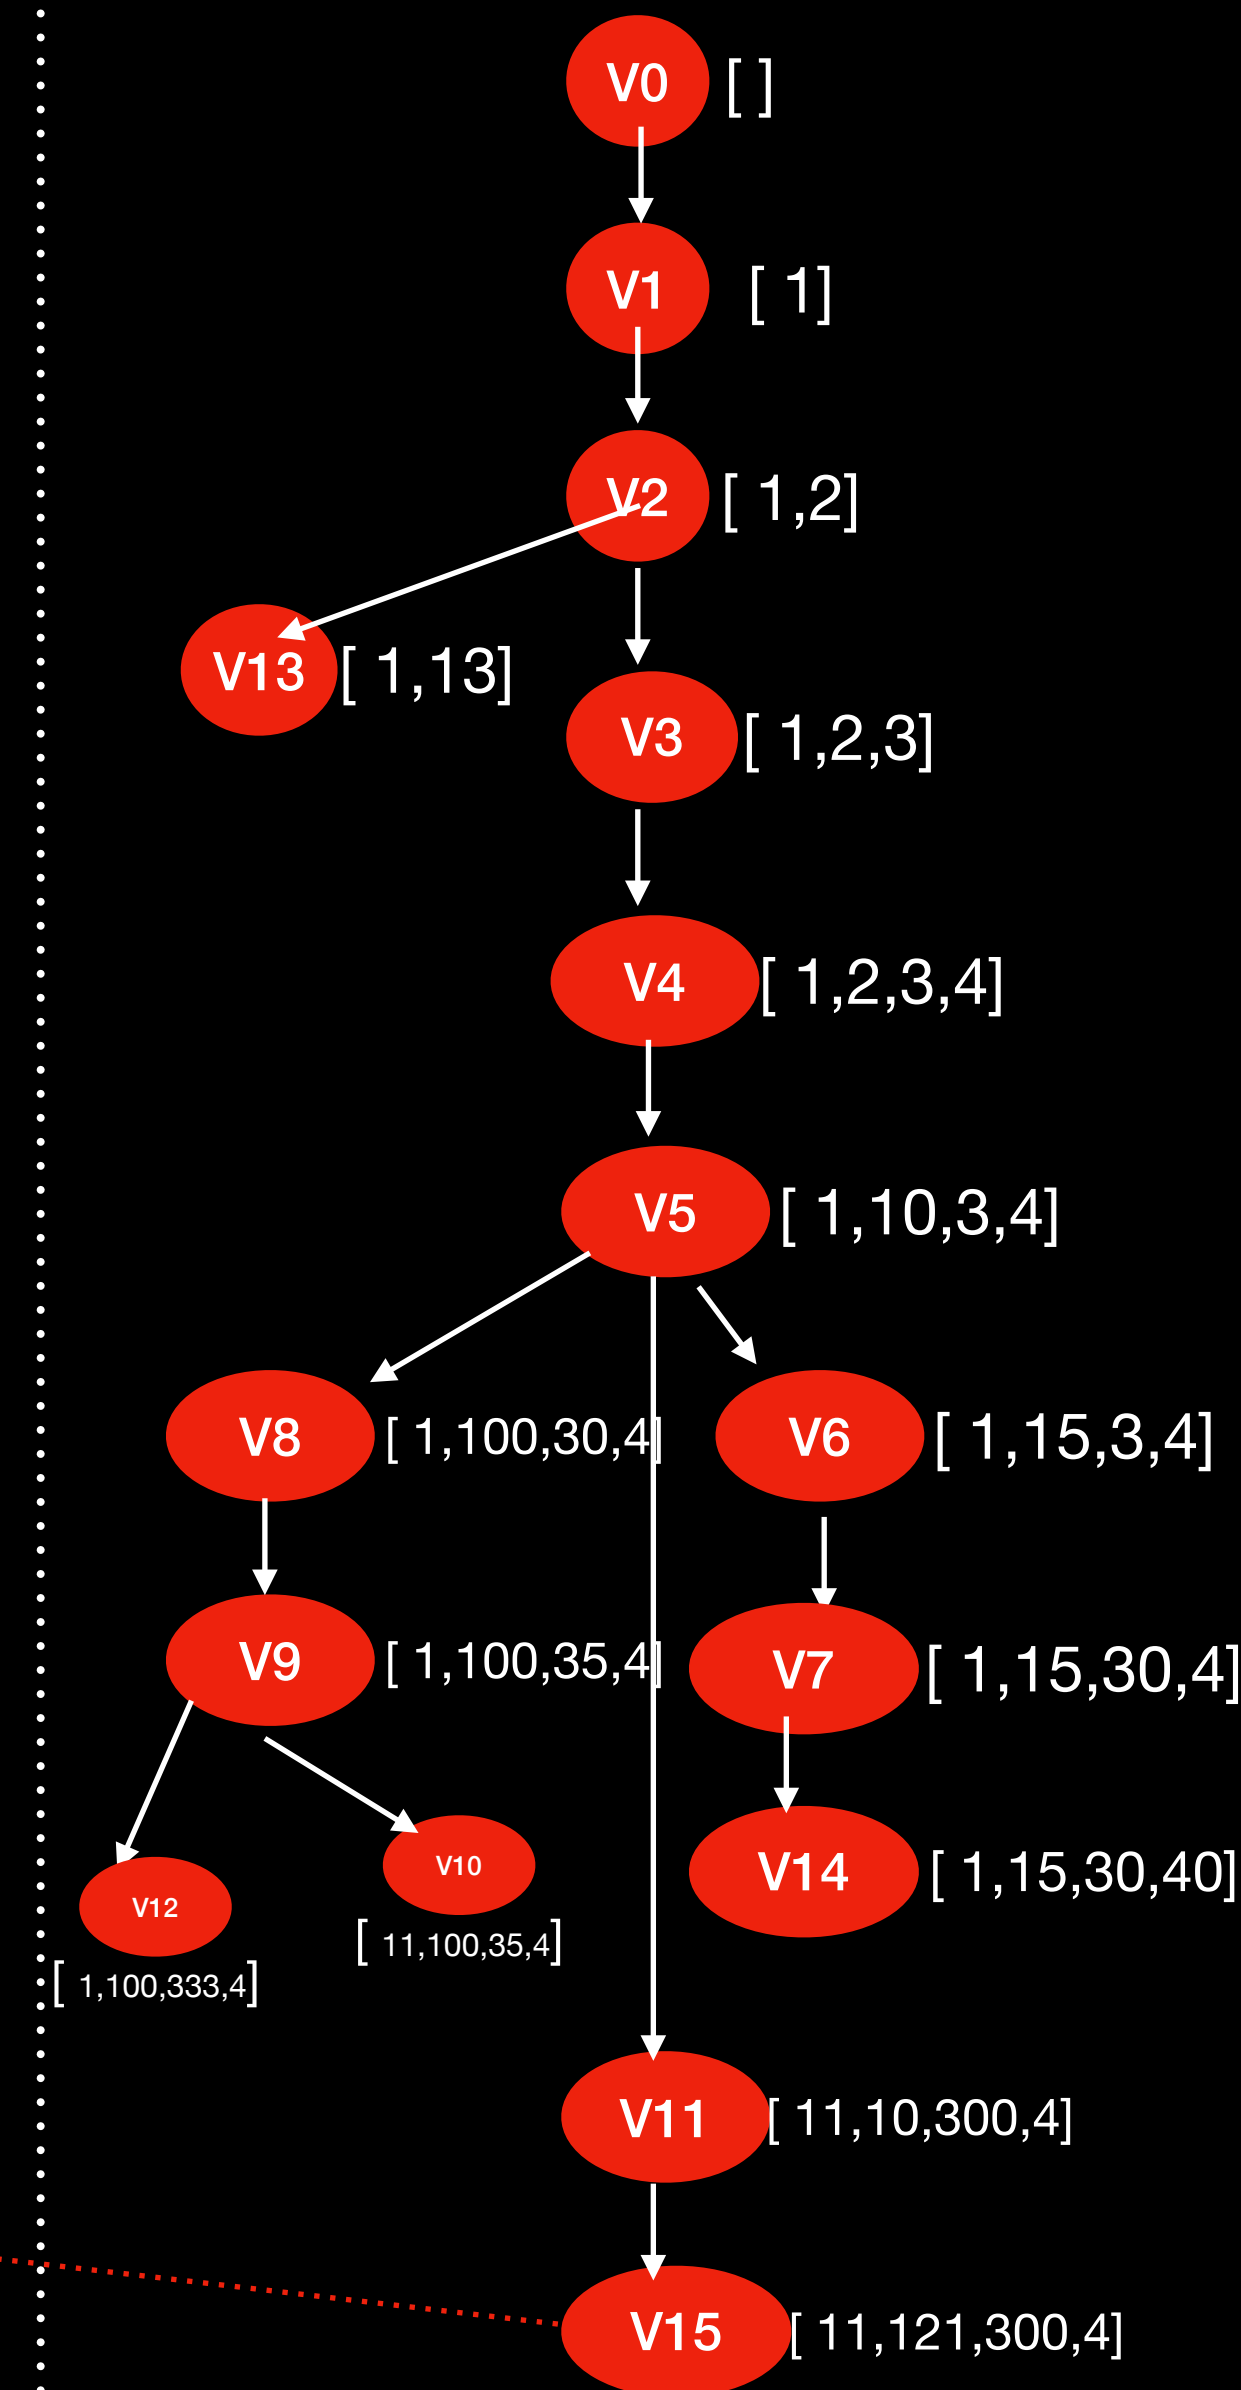 V0 [ ]
V1 [ 1]
V2 [ 1,2]
V13 [ 1,13]
V3 [ 1,2,3]
V4 [ 1,2,3,4]
V5 [ 1,10,3,4]
V8 [ 1,100,30,4] V6 [ 1,15,3,4]
V9 [ 1,100,35,4] V7 [ 1,15,30,4]
V10
V14 [ 1,15,30,40]
V12
[ 11,100,35,4]
[ 1,100,333,4]
V11 [ 11,10,300,4]
V15 [ 11,121,300,4]